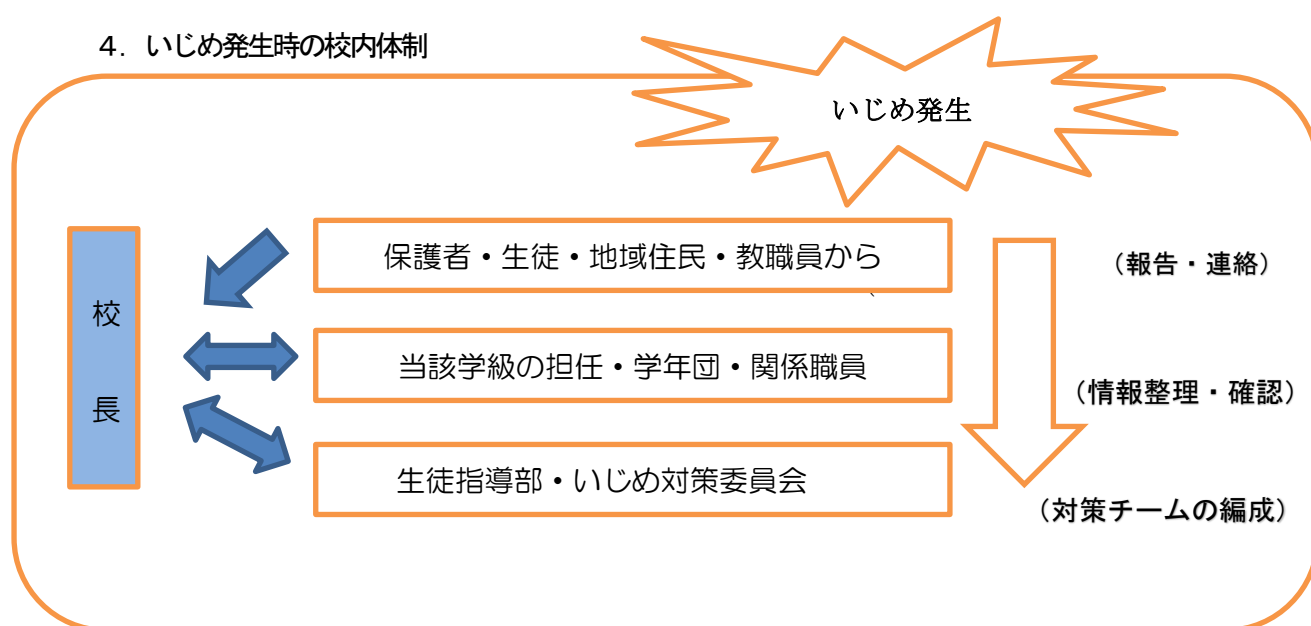 4．いじめ発生時の校内体制
いじめ発生
保護者・生徒・地域住民・教職員から
（報告・連絡）
、
校
長
当該学級の担任・学年団・関係職員
（情報整理・確認）
生徒指導部・いじめ対策委員会
（対策チームの編成）